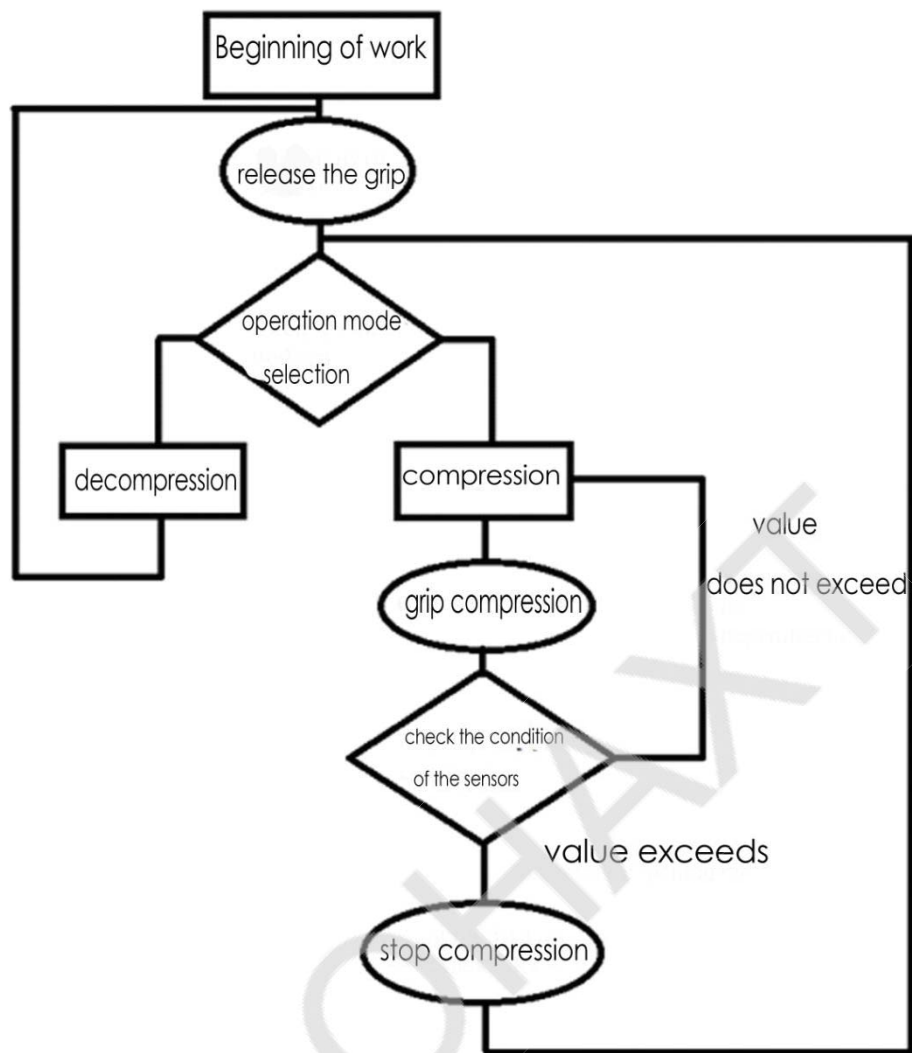 Beginning of work
release the grip
operation mode
selection
decompression
compression
value
does not exceed
grip compression
check the condition
of the sensors
value exceeds
stop compression
OHAXT